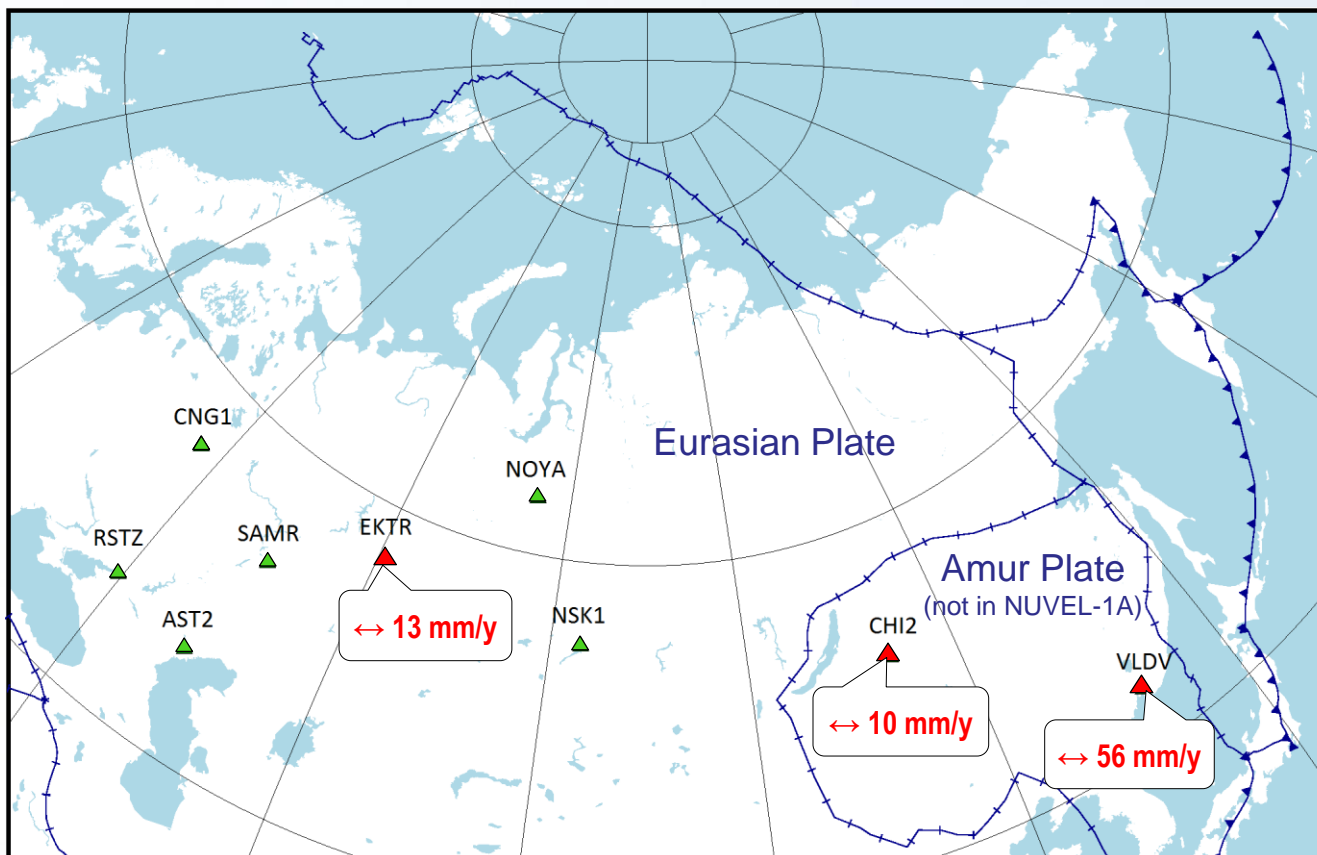 CNG1
NOYA
Eurasian Plate
RSTZ
SAMR
EKTR
Amur Plate
(not in NUVEL-1A)
AST2
↔ 13 mm/y
NSK1
CHI2
VLDV
↔ 10 mm/y
↔ 56 mm/y